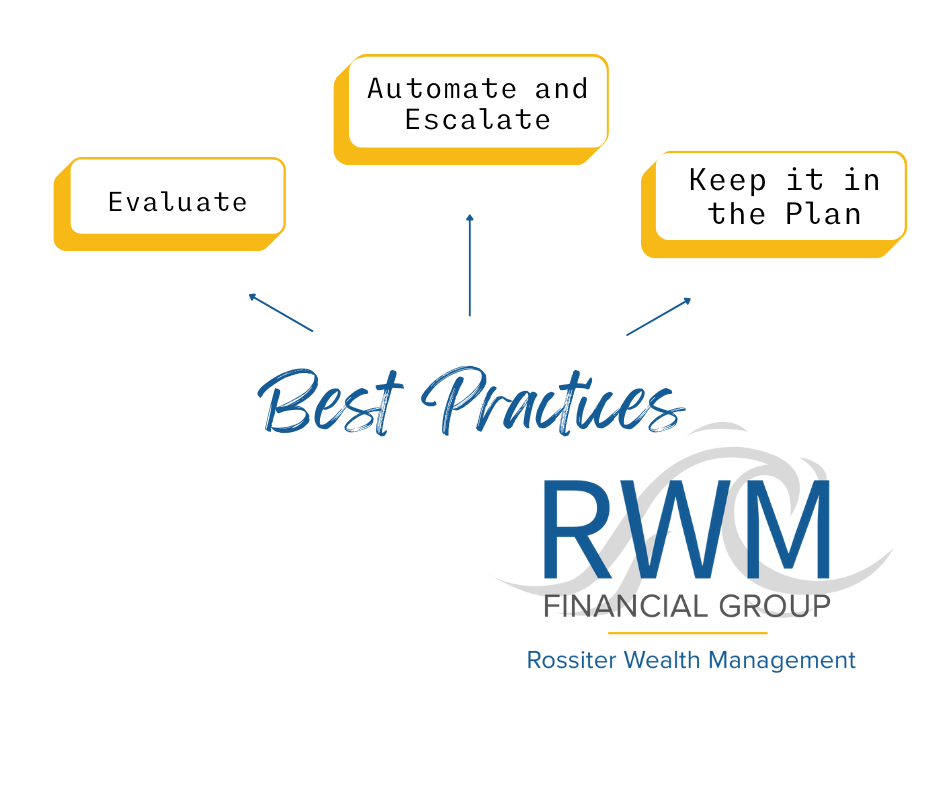 Automate and
Escalate
Evaluate
Keep it in
the Plan
Best Practices
RWM
FINANCIAL GROUP
Rossiter Wealth Management